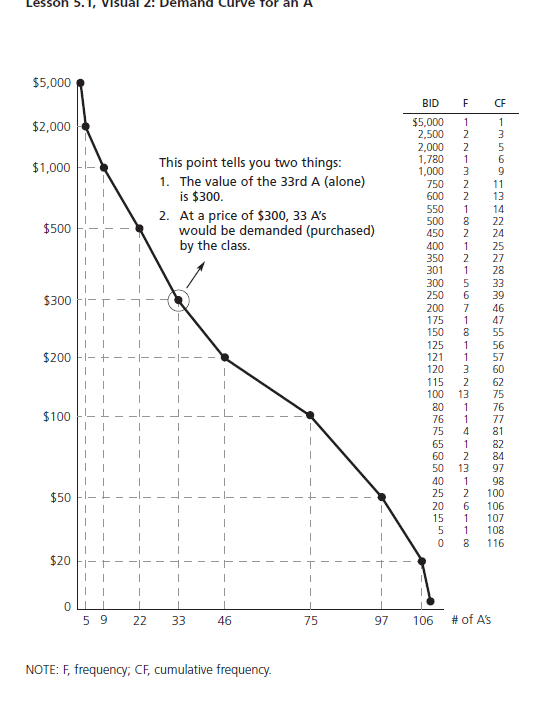 Lesson 5.1, Visual 2: Demand Curve for an A
$5,000
$2,000
$1,000
$500
$300
$200
$100
$50
$20
0
This point tells you two things:
1. The value of the 33rd A (alone)
is $300.
2. At a price of $300, 33 A's
would be demanded (purchased)
by the class.
BID F CF
$5,000 1 1
2,500 2 3
2,000 2 5
1,780 1 6
1,000 3 9
750 2 11
600 2 13
550 1 14
500 8 22
450 2 24
400 1 25
350 2 27
301 1 28
300 5 33
250 6 39
200 7 46
175 1 47
150 8 55
125 1 56
121 1 57
120 3 60
115 2 62
100 13 75
80 1 76
76 1 77
75 4 81
65 1 82
60 2 84
50 13 97
40 1 98
25 2 100
20 6 106
15 1 107
5 1 108
0 8 116
5 9 22 33 46 75 97 106 # of A's
NOTE: F, frequency; CF, cumulative frequency.